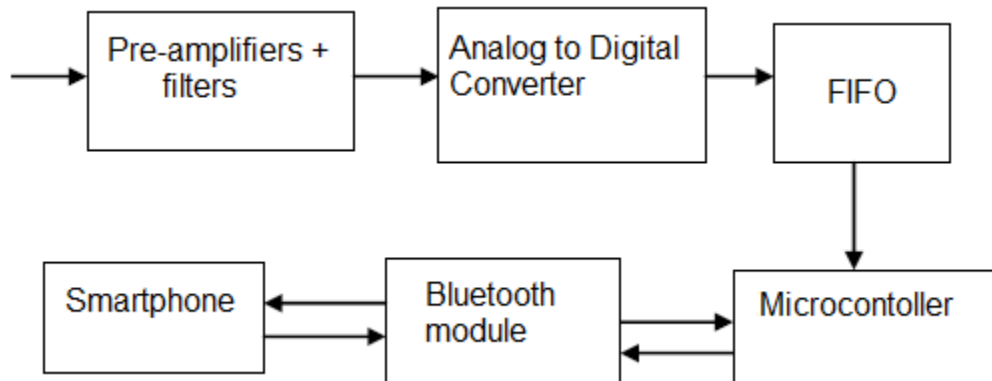 Pre-amplifiers +
filters
Analog to Digital
Converter
FIFO
Smartphone
Bluetooth
module
Microcontoller